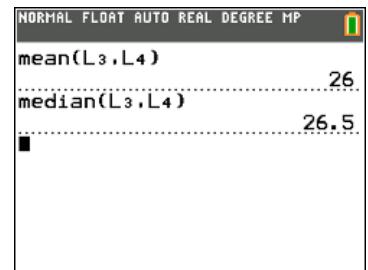 NORMAL FLOAT AUTO REAL DEGREE MP
mean(L₃,L₄)
26
median(L₃,L₄)
26.5